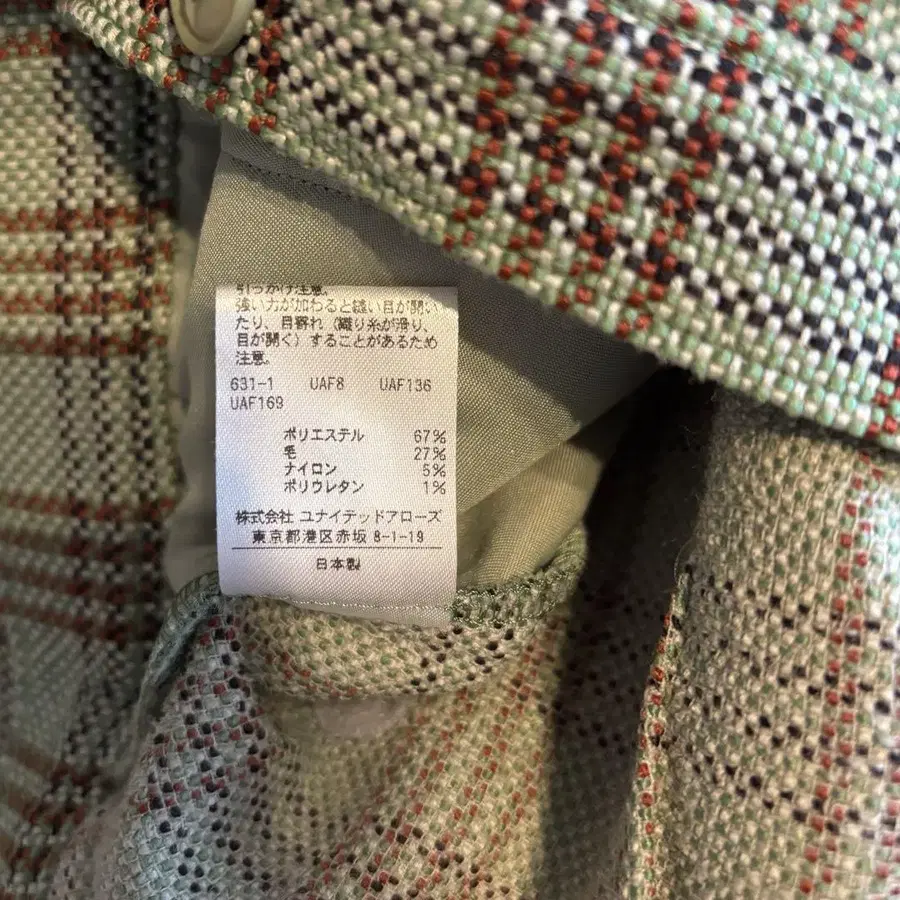 引っかけ注意。
強い力が加わると縫い目が開い
たり、目寄れ（織り糸が滑り、
目が開く）することがあるため
注意。
631-1 UAF8 UAF136
UAF169
ポリエステル 67%
毛 27%
ナイロン 5%
ポリウレタン 1%
株式会社 ユナイテッドアローズ
東京都港区赤坂 8-1-19
日本製